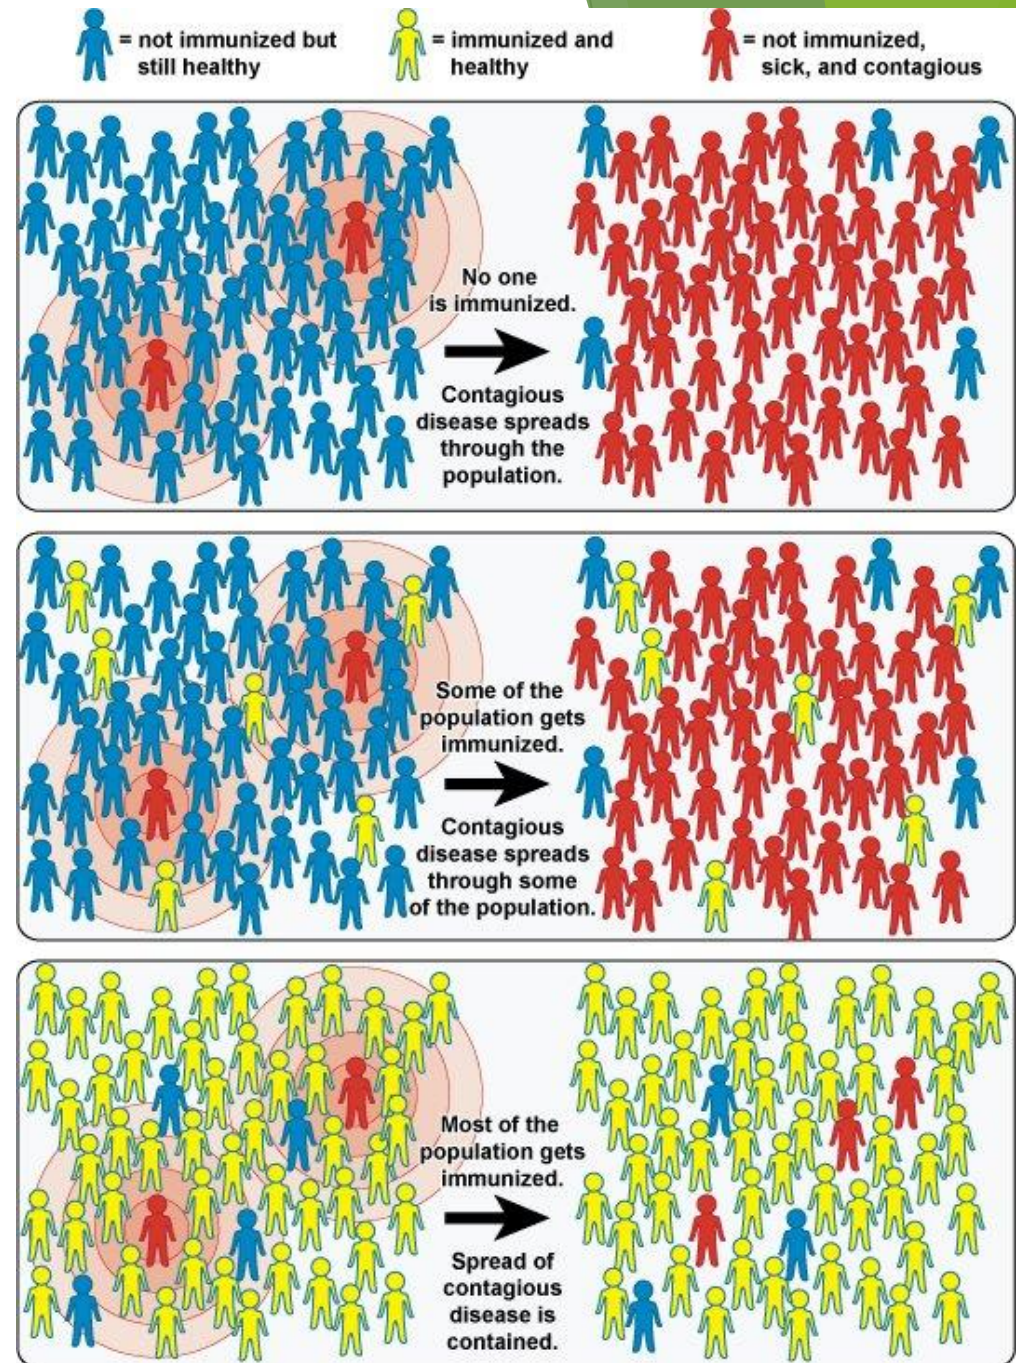 = not immunized but
still healthy
= immunized and
healthy
= not immunized,
sick, and contagious
No one
is immunized.
Contagious
disease spreads
through the
population.
Some of the
population gets
immunized.
Contagious
disease spreads
through some
of the population.
Most of the
population gets
immunized.
Spread of
contagious
disease is
contained.